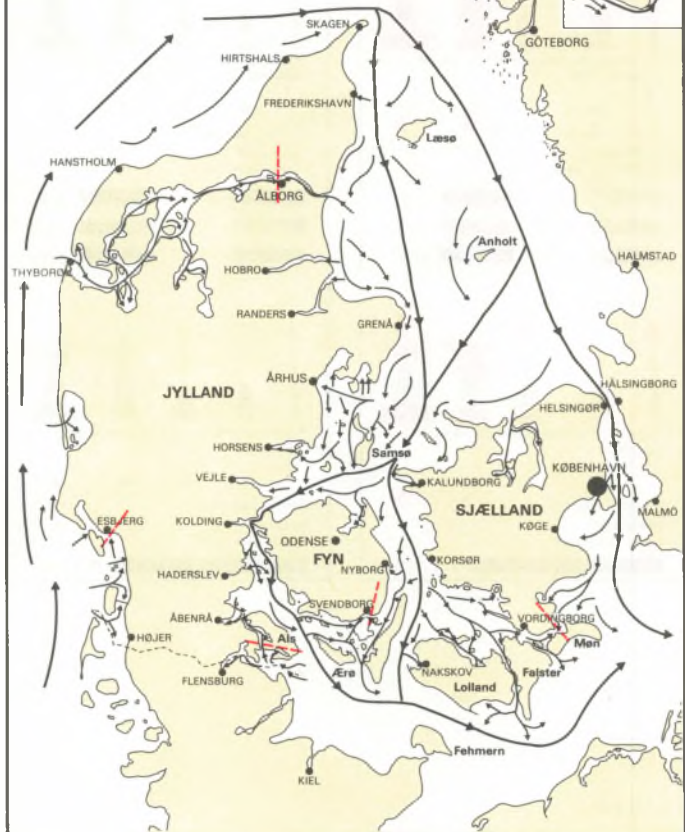 SKAGEN
GÖTEBORG
HIRTSHALS
FREDERIKSHAVN
Læsø
HANSTHOLM
ÅLBORG
Anholt
HALMSTAD
THYBORØN
HOBRO
RANDERS
GRENÅ
JYLLAND
ÅRHUS
HÄLSINGBORG
HELSINGØR
HORSENS
Samsø
KØBENHAVN
VEJLE
KALUNDBORG
SJÆLLAND
MALMÖ
ESBJERG
KOLDING
ODENSE
KØGE
FYN
NYBORG
KORSØR
HADERSLEV
SVENDBORG
ÅBENRÅ
VORDINGBORG
HØJER
Als
Møn
FLENSBURG
Ærø
NAKSKOV
Falster
Lolland
Fehmern
KIEL